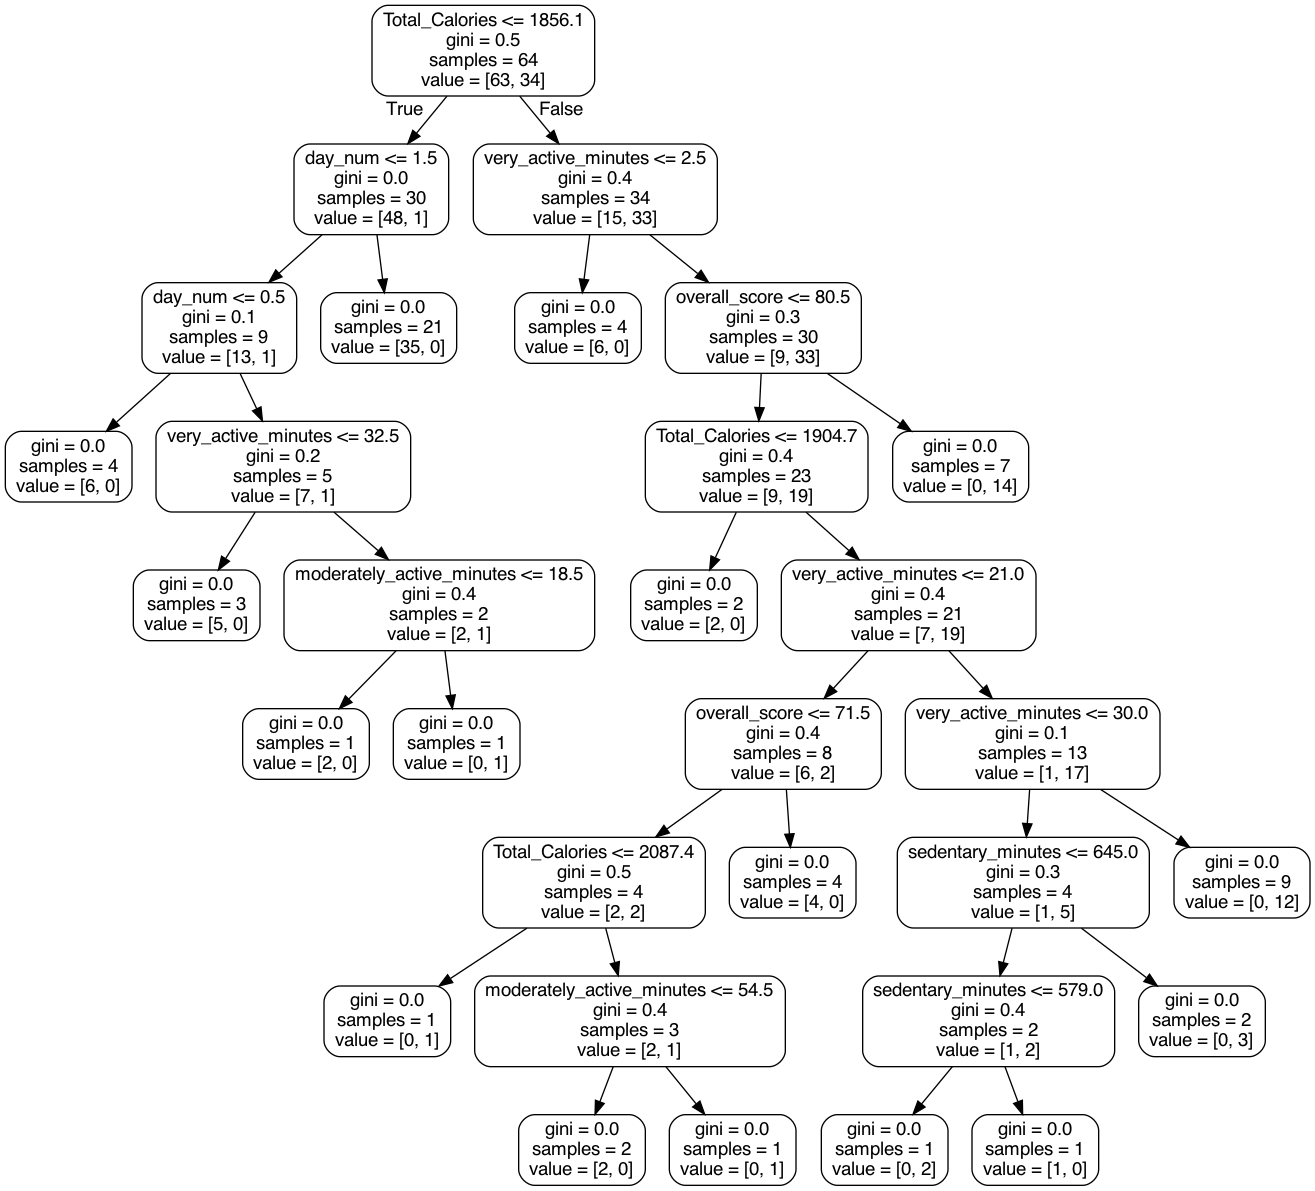 Total_Calories <= 1856.1
gini = 0.5
samples = 64
value = [63, 34]
True
False
day_num <= 1.5
gini = 0.0
samples = 30
value = [48, 1]
very_active_minutes <= 2.5
gini = 0.4
samples = 34
value = [15, 33]
day_num <= 0.5
gini = 0.1
samples = 9
value = [13, 1]
gini = 0.0
samples = 21
value = [35, 0]
gini = 0.0
samples = 4
value = [6, 0]
overall_score <= 80.5
gini = 0.3
samples = 30
value = [9, 33]
gini = 0.0
samples = 4
value = [6, 0]
very_active_minutes <= 32.5
gini = 0.2
samples = 5
value = [7, 1]
Total_Calories <= 1904.7
gini = 0.4
samples = 23
value = [9, 19]
gini = 0.0
samples = 7
value = [0, 14]
gini = 0.0
samples = 3
value = [5, 0]
moderately_active_minutes <= 18.5
gini = 0.4
samples = 2
value = [2, 1]
gini = 0.0
samples = 2
value = [2, 0]
very_active_minutes <= 21.0
gini = 0.4
samples = 21
value = [7, 19]
gini = 0.0
samples = 1
value = [2, 0]
gini = 0.0
samples = 1
value = [0, 1]
overall_score <= 71.5
gini = 0.4
samples = 8
value = [6, 2]
very_active_minutes <= 30.0
gini = 0.1
samples = 13
value = [1, 17]
Total_Calories <= 2087.4
gini = 0.5
samples = 4
value = [2, 2]
gini = 0.0
samples = 4
value = [4, 0]
sedentary_minutes <= 645.0
gini = 0.3
samples = 4
value = [1, 5]
gini = 0.0
samples = 9
value = [0, 12]
gini = 0.0
samples = 1
value = [0, 1]
moderately_active_minutes <= 54.5
gini = 0.4
samples = 3
value = [2, 1]
sedentary_minutes <= 579.0
gini = 0.4
samples = 2
value = [1, 2]
gini = 0.0
samples = 2
value = [0, 3]
gini = 0.0
samples = 2
value = [2, 0]
gini = 0.0
samples = 1
value = [0, 1]
gini = 0.0
samples = 1
value = [0, 2]
gini = 0.0
samples = 1
value = [1, 0]